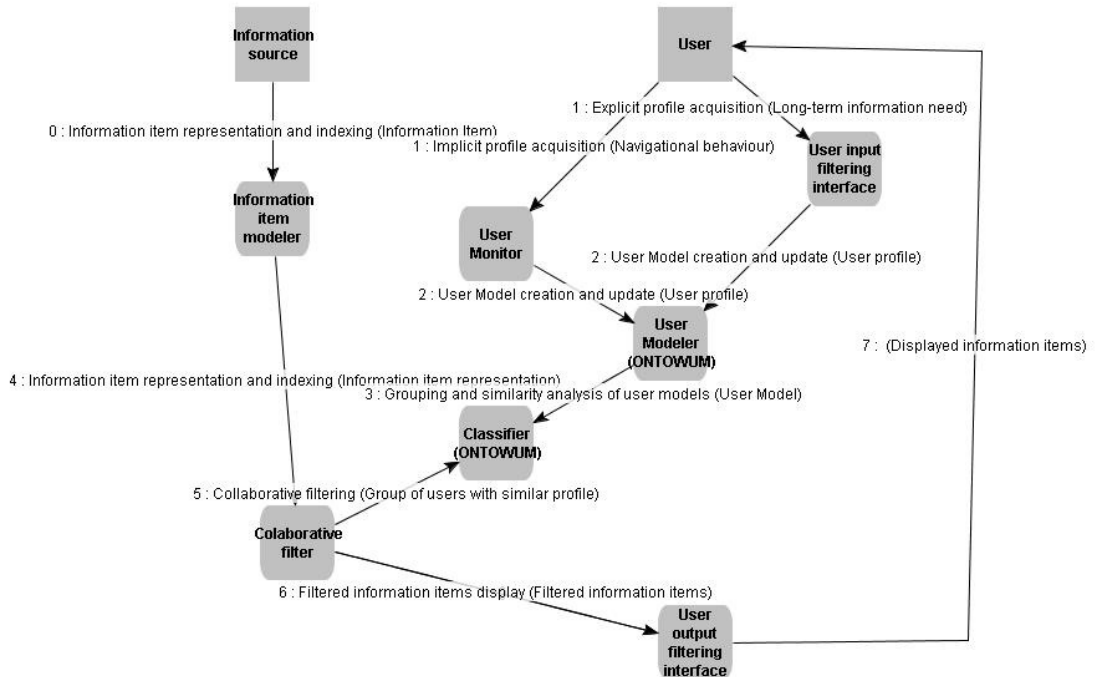 Information
source
User
1 : Explicit profile acquisition (Long-term information need)
0 : Information item representation and indexing (Information Item)
1 : Implicit profile acquisition (Navigational behaviour)
User input
filtering
interface
Information
item
modeler
User
Monitor
2 : User Model creation and update (User profile)
2 : User Model creation and update (User profile)
User
Modeler
(ONTOWUM)
7 : (Displayed information items)
4 : Information item representation and indexing (Information item representation)
3 : Grouping and similarity analysis of user models (User Model)
Classifier
(ONTOWUM)
5 : Collaborative filtering (Group of users with similar profile)
Colaborative
filter
6 : Filtered information items display (Filtered information items)
User
output
filtering
interface